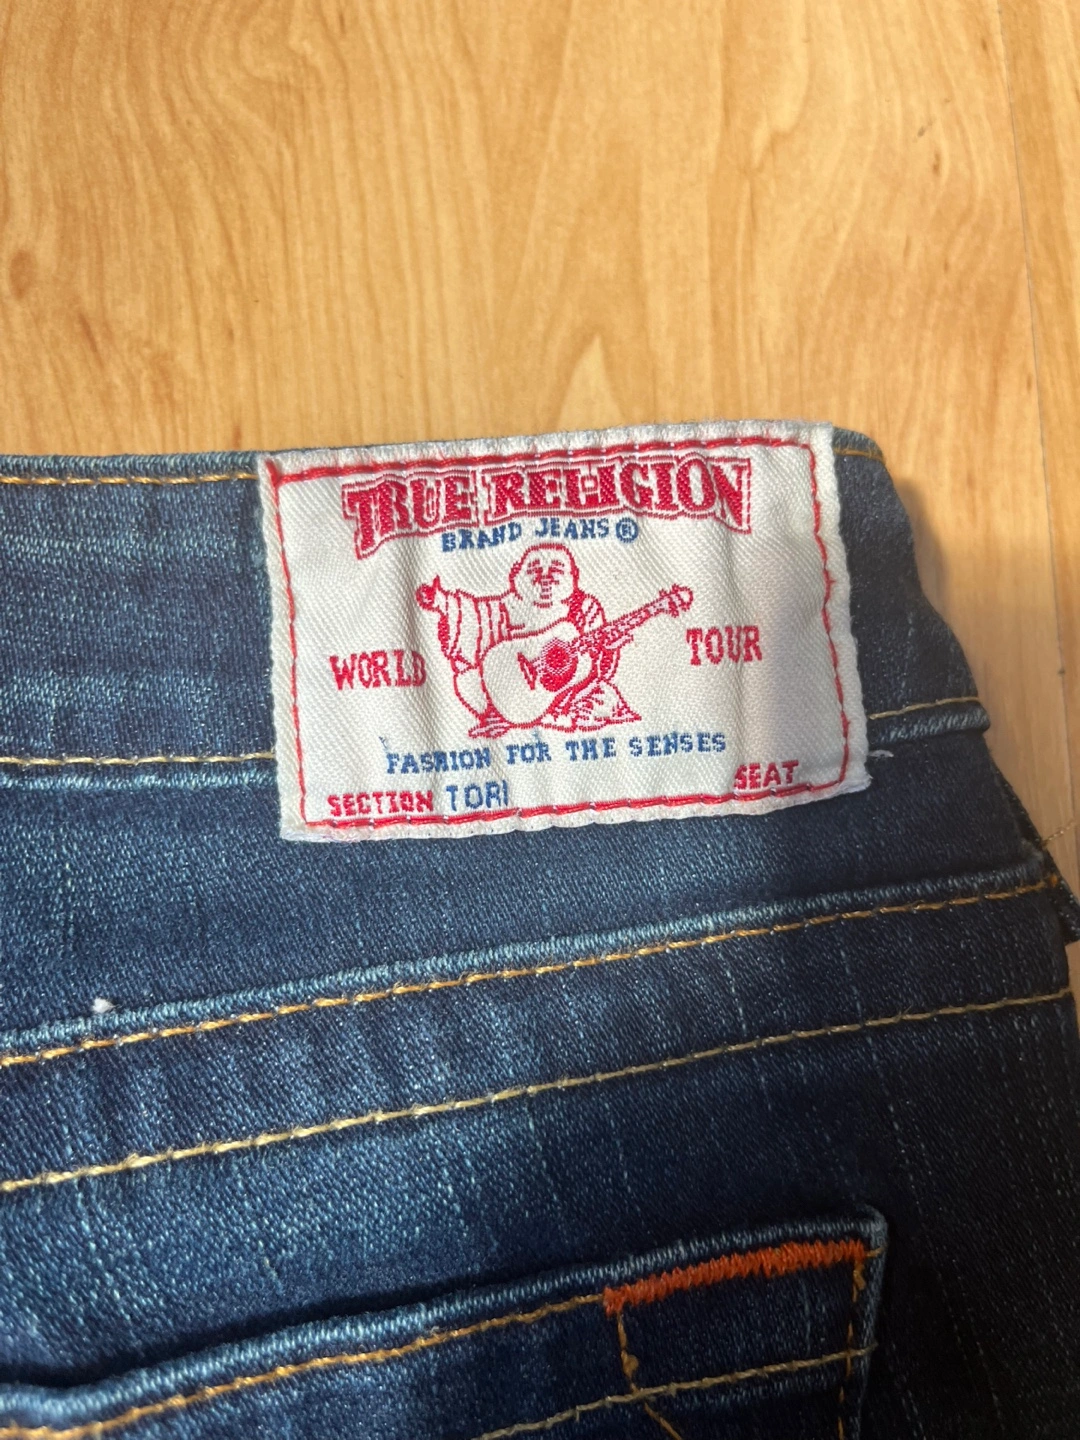 TRUE RELIGION
BRAND JEANS®
WORLD TOUR
FASHION FOR THE SENSES
SECTION TORI SEAT